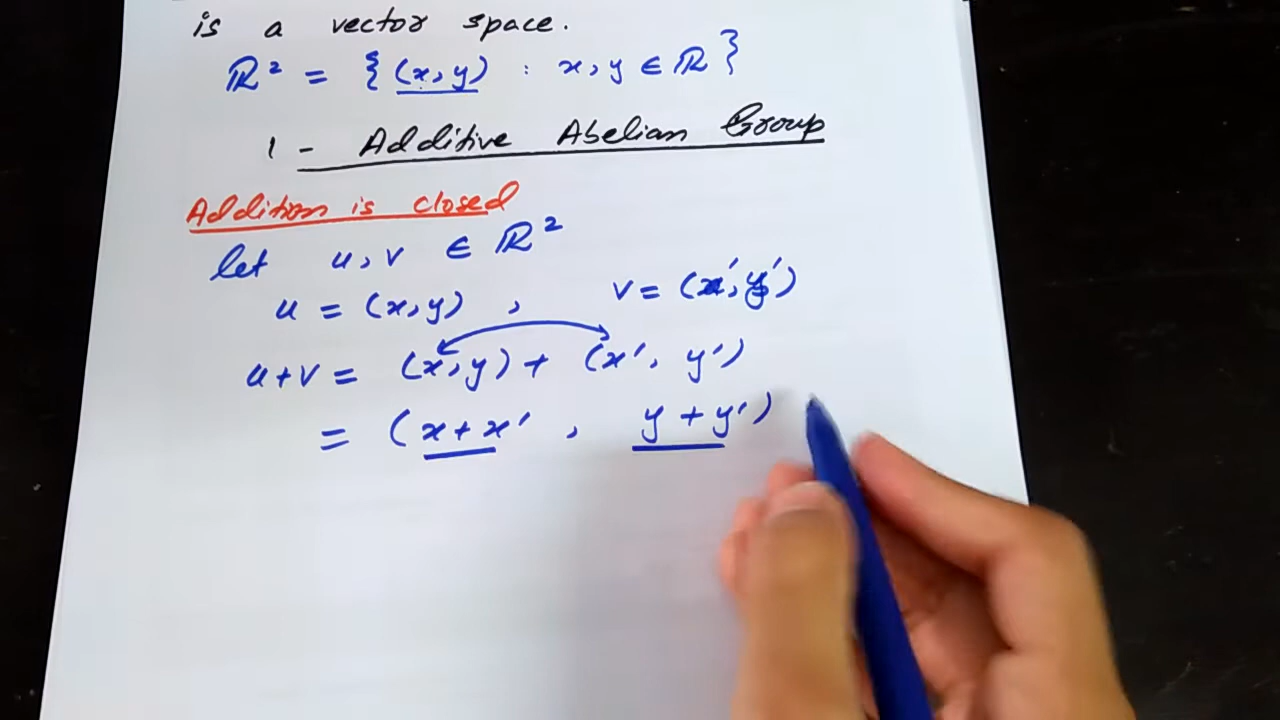 is a vector space.
ℝ² = { (x,y) : x,y ∈ ℝ }
1 - Additive Abelian Group
Addition is closed
let u,v ∈ ℝ²
u = (x,y) , v = (x′,y′)
u+v = (x,y) + (x′, y′)
= (x+x′ , y+y′)